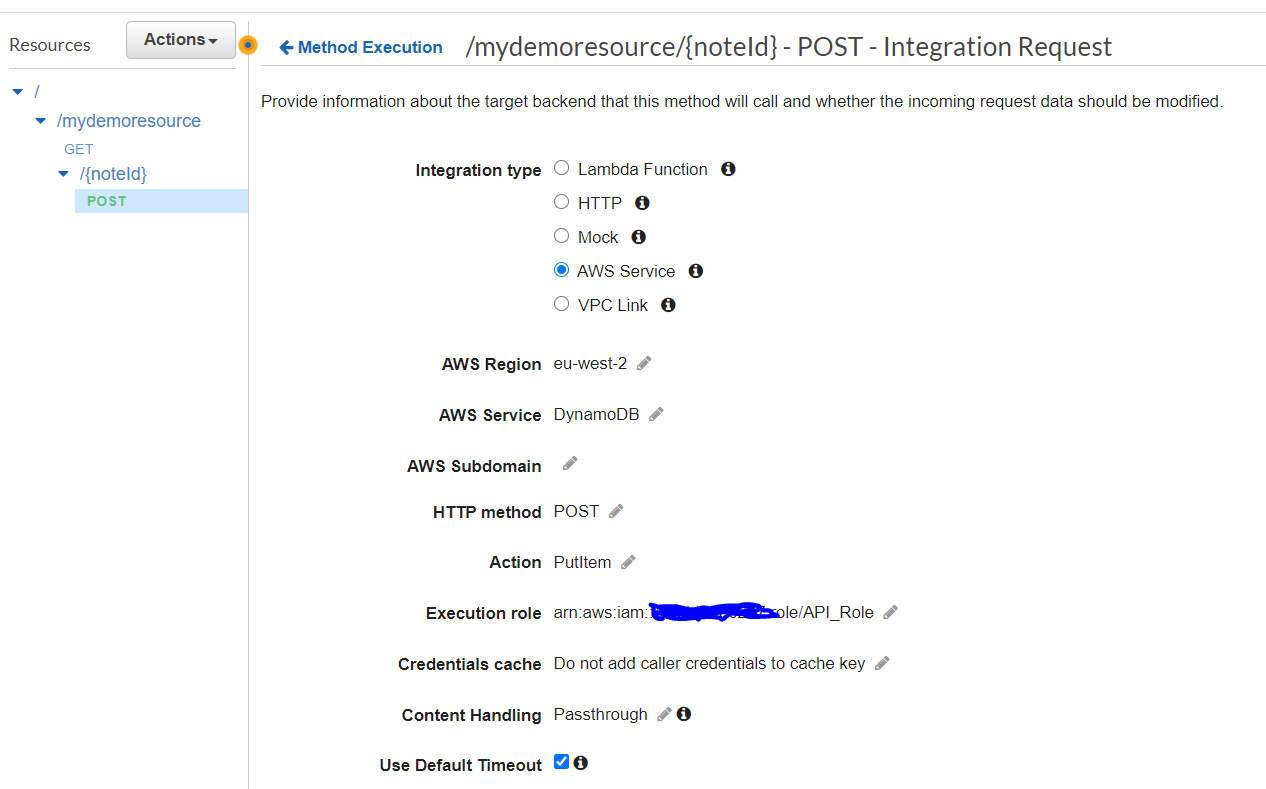 Resources
Actions
Method Execution
/mydemoresource/{noteId} - POST - Integration Request
/
/mydemoresource
GET
/{noteId}
POST
Provide information about the target backend that this method will call and whether the incoming request data should be modified.
Integration type
Lambda Function
HTTP
Mock
AWS Service
VPC Link
AWS Region eu-west-2
AWS Service DynamoDB
AWS Subdomain
HTTP method POST
Action PutItem
Execution role arn:aws:iam: ole/API_Role
Credentials cache Do not add caller credentials to cache key
Content Handling Passthrough
Use Default Timeout